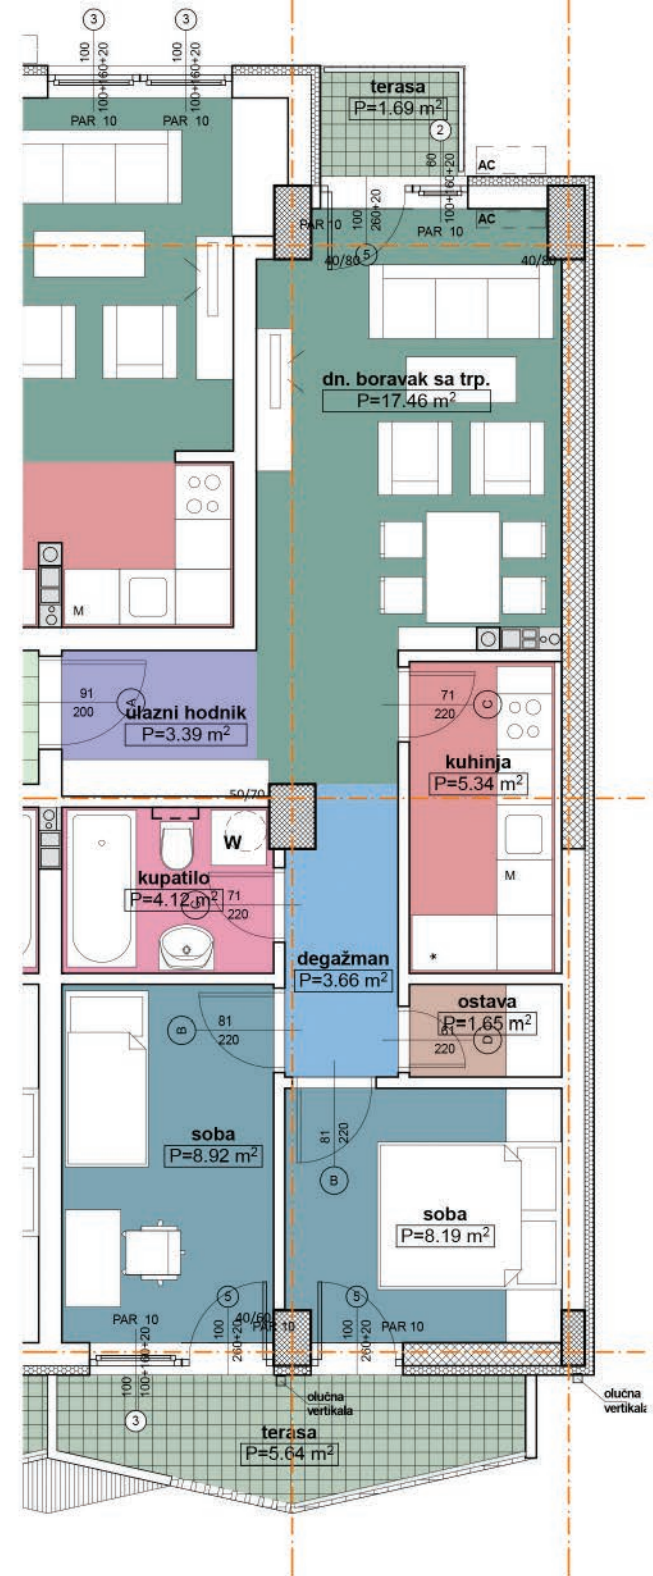 3
3
100
100+160+20
100
100+160+20
PAR 10
PAR 10
terasa
P=1.69 m²
2
AC
AC
60
100+160+20
PAR 10
100
260+20
5
PAR 10
40/80
40/80
dn. boravak sa trp.
P=17.46 m²
M
91
200
A
ulazni hodnik
P=3.39 m²
71
220
C
kuhinja
P=5.34 m²
50/70
W
kupatilo
P=4.12 m²
71
220
M
*
degažman
P=3.66 m²
ostava
P=1.65 m²
220
D
B
81
220
soba
P=8.92 m²
81
220
B
soba
P=8.19 m²
5
5
PAR 10
40/60
PAR 10
PAR 10
100
260+20
100
260+20
100
100+160+20
3
olučna
vertikala
olučna
vertikala
terasa
P=5.64 m²